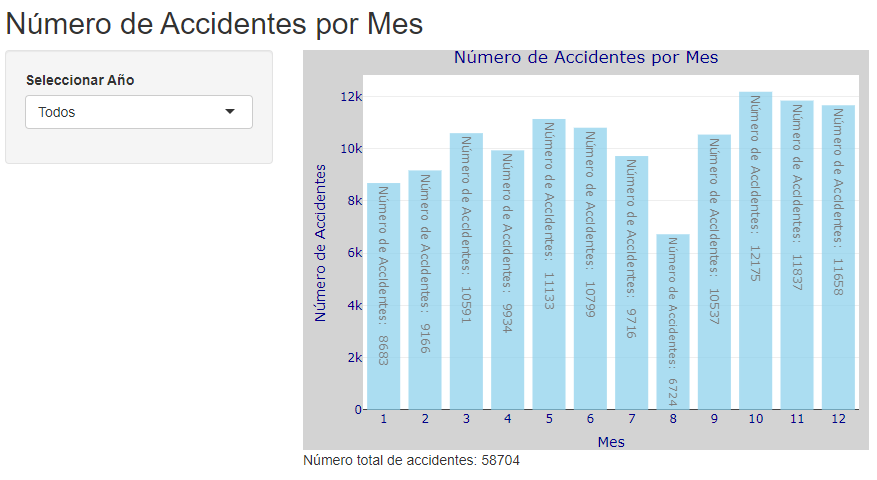 Número de Accidentes por Mes
Seleccionar Año
Todos
Número de Accidentes por Mes
Número de Accidentes
12k
10k
8k
6k
4k
2k
0
Número de Accidentes: 8683
Número de Accidentes: 9166
Número de Accidentes: 10591
Número de Accidentes: 9934
Número de Accidentes: 11133
Número de Accidentes: 10799
Número de Accidentes: 9716
Número de Accidentes: 6724
Número de Accidentes: 10537
Número de Accidentes: 12175
Número de Accidentes: 11837
Número de Accidentes: 11658
1 2 3 4 5 6 7 8 9 10 11 12
Mes
Número total de accidentes: 58704